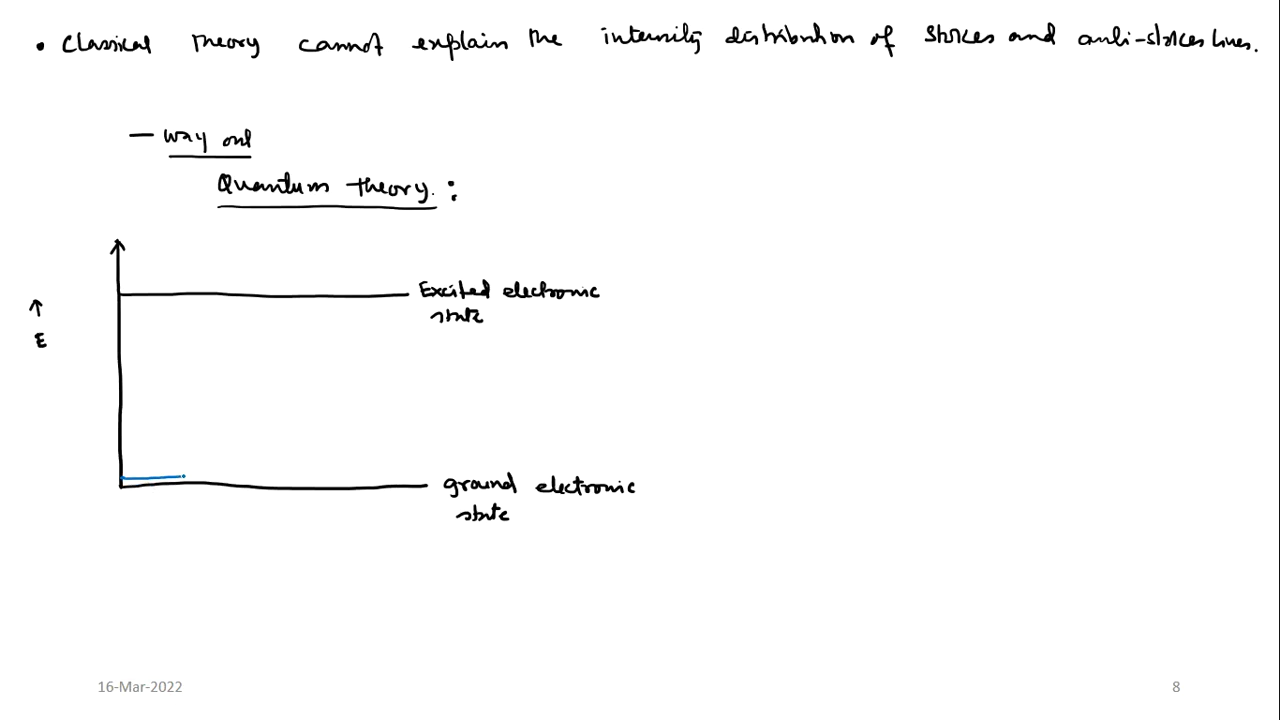 • Classical Theory cannot explain the intensity distribution of stokes and anti-stokes lines.
— way out
Quantum theory :
Excited electronic
state
↑
E
ground electronic
state
16-Mar-2022
8